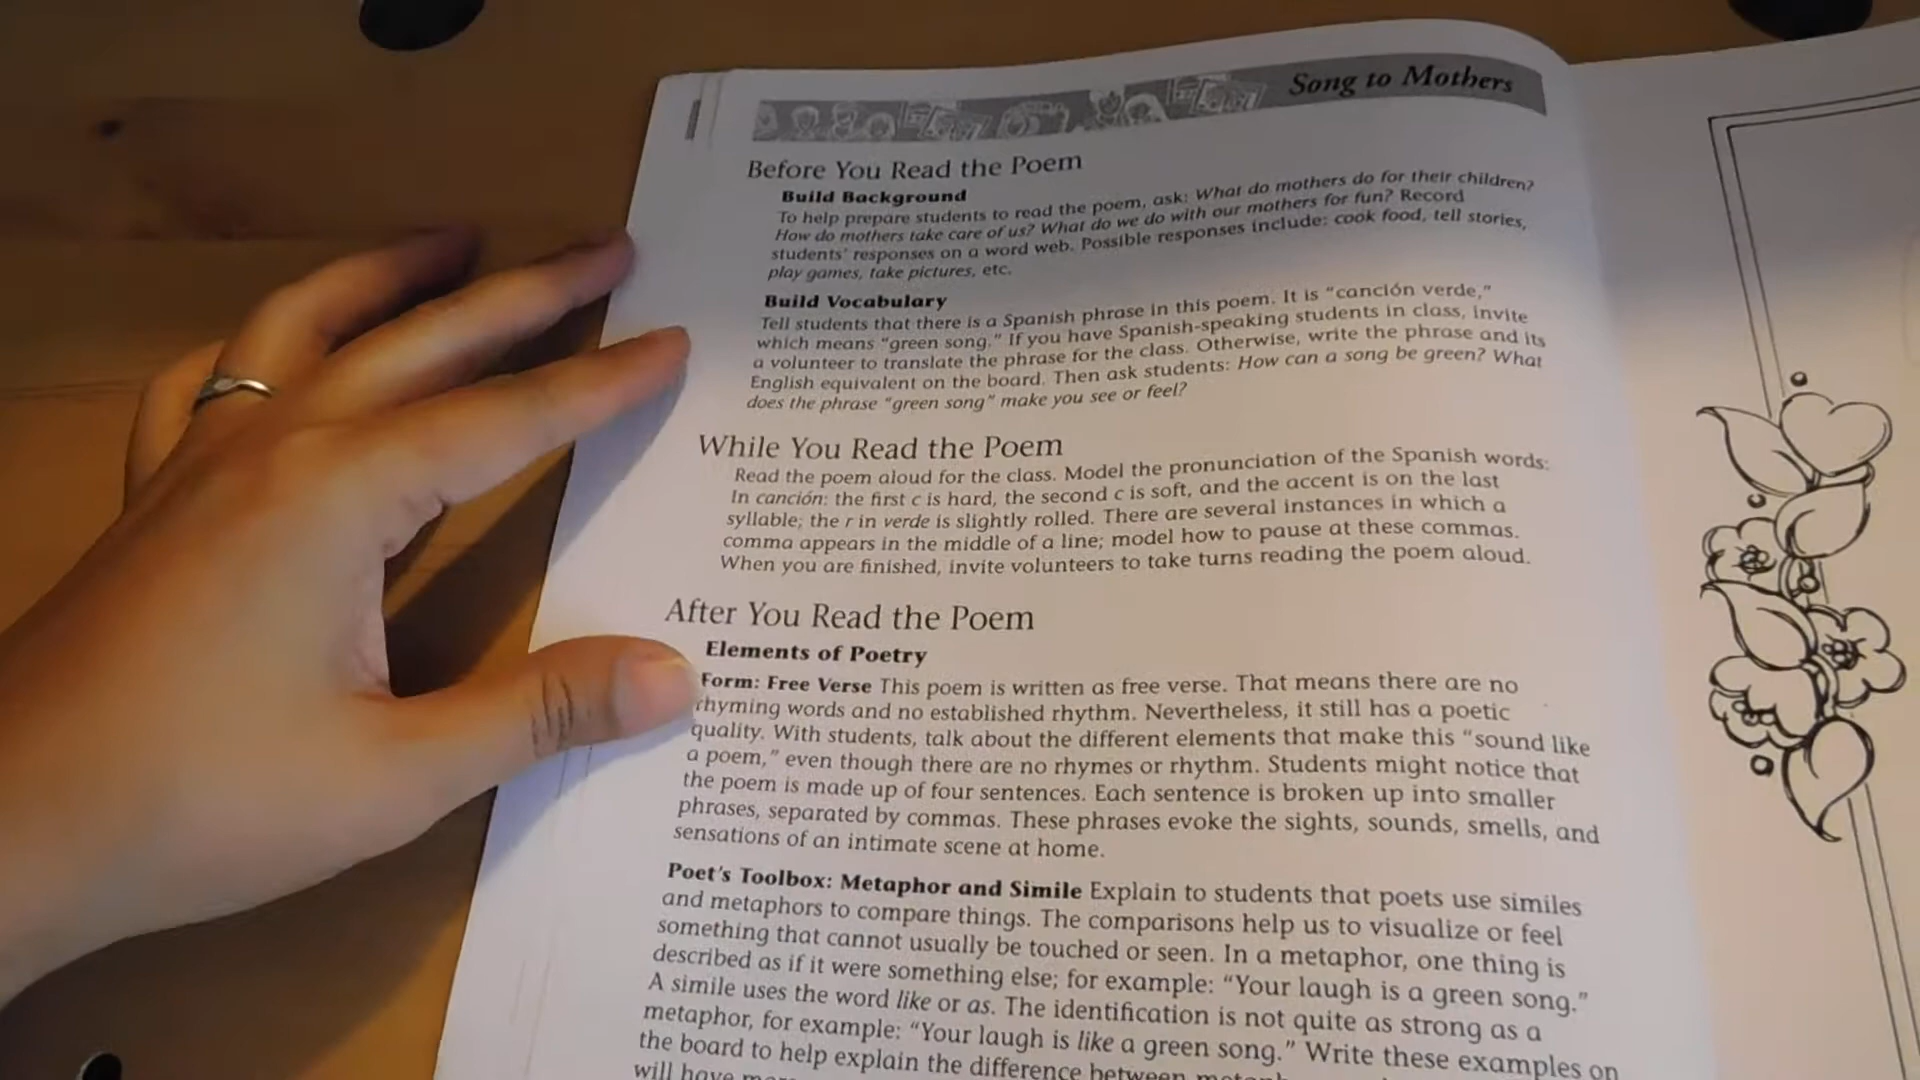 Song to Mothers
Before You Read the Poem
Build Background
To help prepare students to read the poem, ask: What do mothers do for their children?
How do mothers take care of us? What do we do with our mothers for fun? Record
students' responses on a word web. Possible responses include: cook food, tell stories,
play games, take pictures, etc.
Build Vocabulary
Tell students that there is a Spanish phrase in this poem. It is “canción verde,”
which means “green song.” If you have Spanish-speaking students in class, invite
a volunteer to translate the phrase for the class. Otherwise, write the phrase and its
English equivalent on the board. Then ask students: How can a song be green? What
does the phrase “green song” make you see or feel?
While You Read the Poem
Read the poem aloud for the class. Model the pronunciation of the Spanish words:
In canción: the first c is hard, the second c is soft, and the accent is on the last
syllable; the r in verde is slightly rolled. There are several instances in which a
comma appears in the middle of a line; model how to pause at these commas.
When you are finished, invite volunteers to take turns reading the poem aloud.
After You Read the Poem
Elements of Poetry
Form: Free Verse This poem is written as free verse. That means there are no
rhyming words and no established rhythm. Nevertheless, it still has a poetic
quality. With students, talk about the different elements that make this “sound like
a poem,” even though there are no rhymes or rhythm. Students might notice that
the poem is made up of four sentences. Each sentence is broken up into smaller
phrases, separated by commas. These phrases evoke the sights, sounds, smells, and
sensations of an intimate scene at home.
Poet's Toolbox: Metaphor and Simile Explain to students that poets use similes
and metaphors to compare things. The comparisons help us to visualize or feel
something that cannot usually be touched or seen. In a metaphor, one thing is
described as if it were something else; for example: “Your laugh is a green song.”
A simile uses the word like or as. The identification is not quite as strong as a
metaphor, for example: “Your laugh is like a green song.” Write these examples on
the board to help explain the difference between
will have